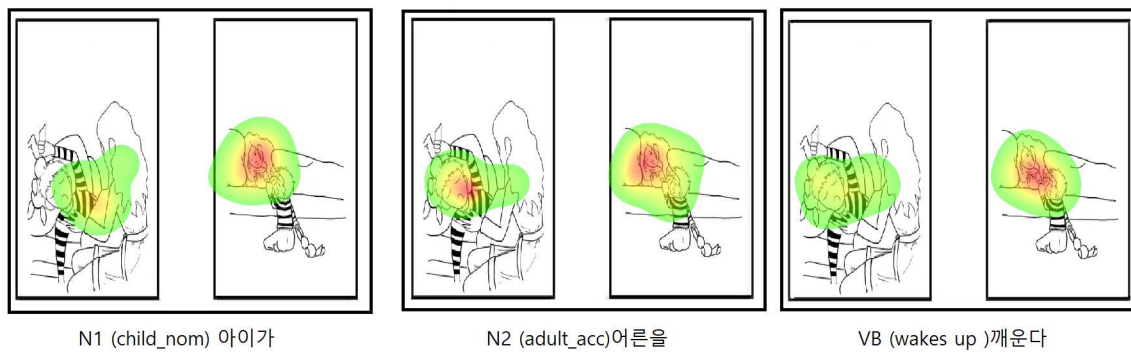 N1 (child_nom) 아이가
N2 (adult_acc)어른을
VB (wakes up )깨운다